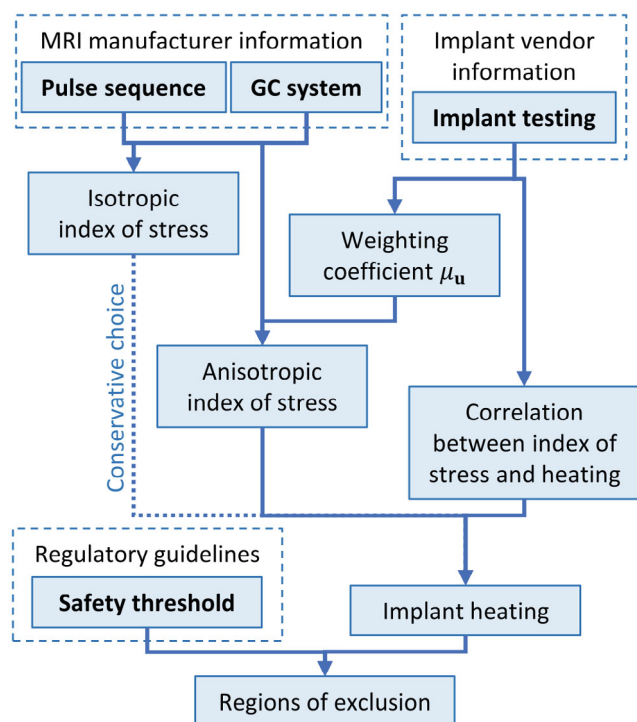 MRI manufacturer information
Pulse sequence
GC system
Implant vendor
information
Implant testing
Isotropic
index of stress
Weighting
coefficient μᵤ
Conservative choice
Anisotropic
index of stress
Correlation
between index of
stress and heating
Regulatory guidelines
Safety threshold
Implant heating
Regions of exclusion